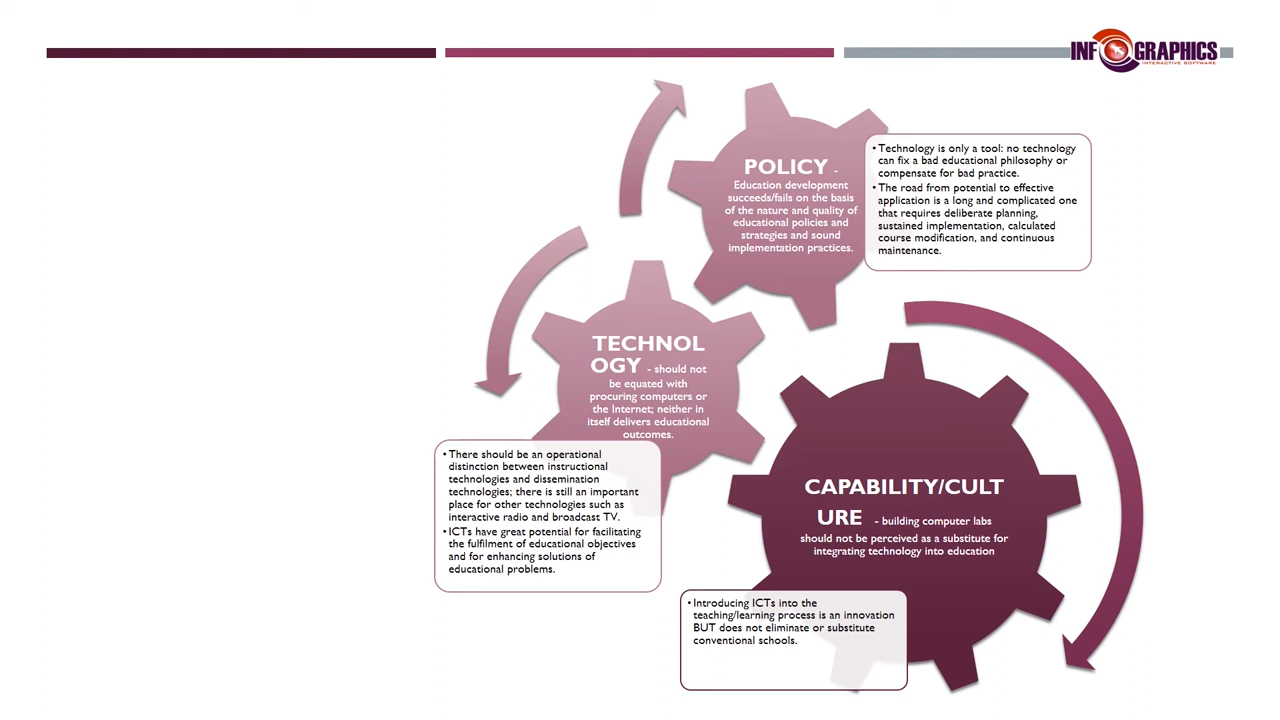 INFOGRAPHICS
INTERACTIVE SOFTWARE
POLICY -
Education development
succeeds/fails on the basis
of the nature and quality of
educational policies and
strategies and sound
implementation practices.
• Technology is only a tool: no technology
can fix a bad educational philosophy or
compensate for bad practice.
• The road from potential to effective
application is a long and complicated one
that requires deliberate planning,
sustained implementation, calculated
course modification, and continuous
maintenance.
TECHNOL
OGY - should not
be equated with
procuring computers or
the Internet; neither in
itself delivers educational
outcomes.
• There should be an operational
distinction between instructional
technologies and dissemination
technologies; there is still an important
place for other technologies such as
interactive radio and broadcast TV.
• ICTs have great potential for facilitating
the fulfilment of educational objectives
and for enhancing solutions of
educational problems.
CAPABILITY/CULT
URE - building computer labs
should not be perceived as a substitute for
integrating technology into education
• Introducing ICTs into the
teaching/learning process is an innovation
BUT does not eliminate or substitute
conventional schools.